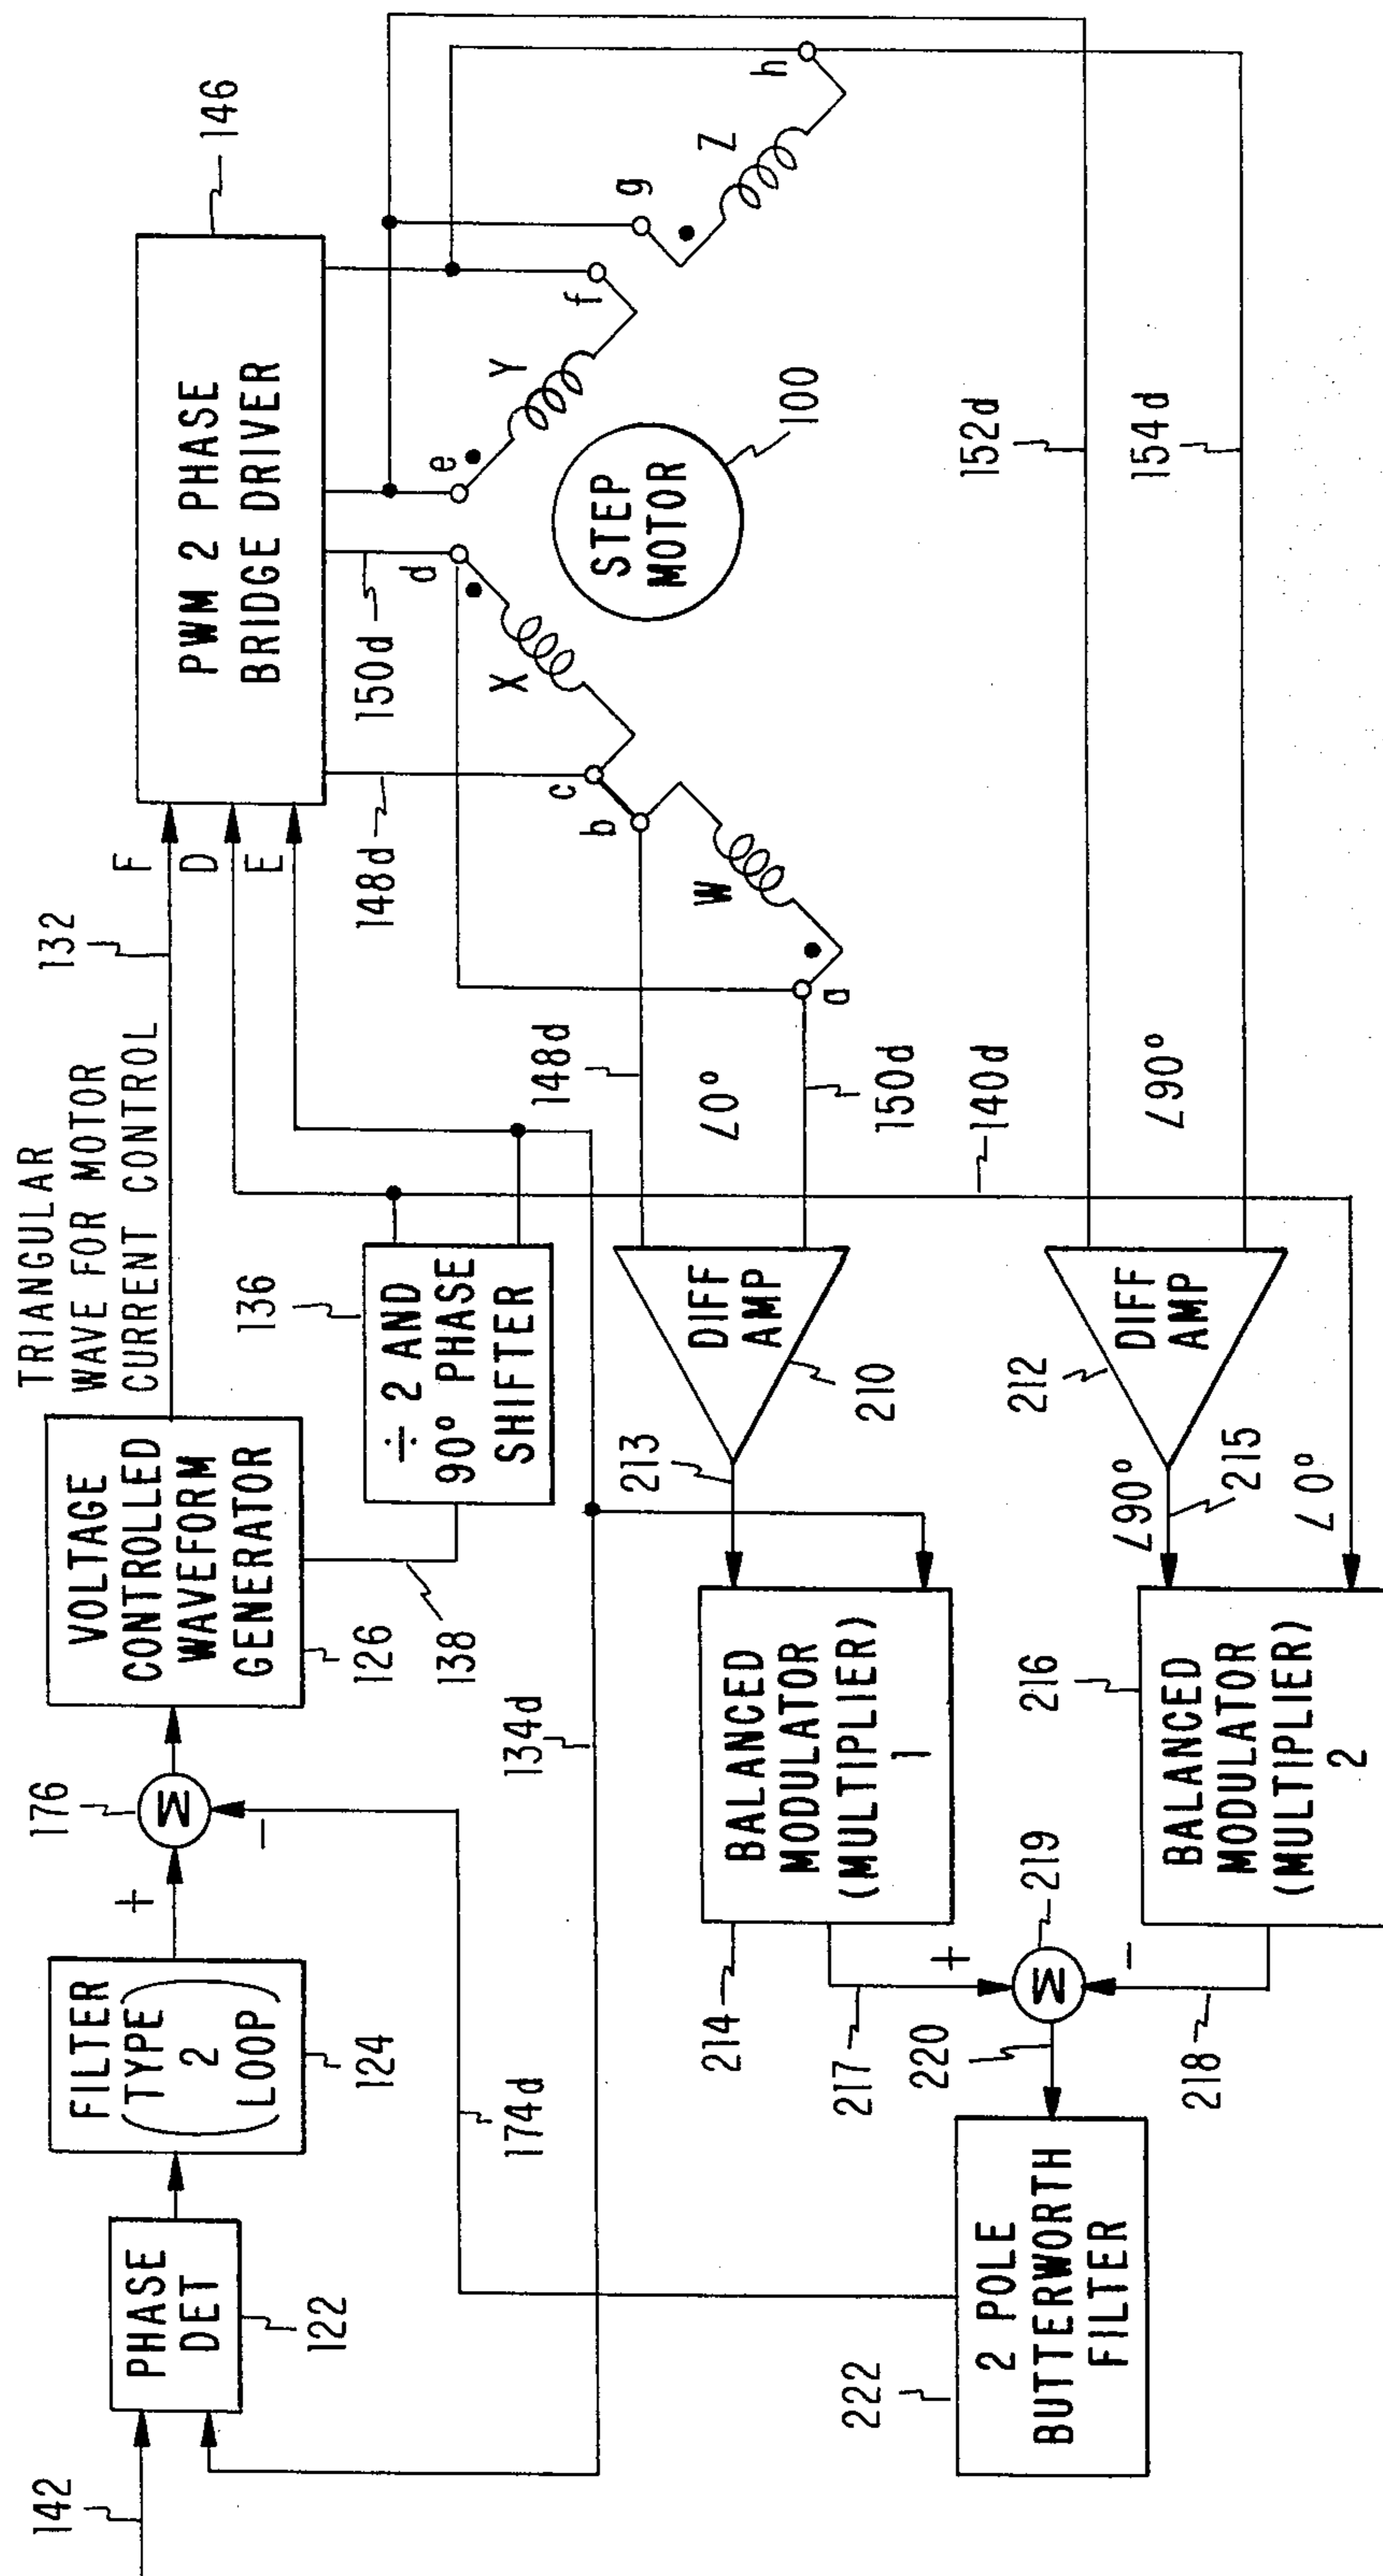 142
PHASE
DET
122
FILTER
(TYPE
2
LOOP)
124
+
Σ
-
176
174d
VOLTAGE
CONTROLLED
WAVEFORM
GENERATOR
126
138
TRIANGULAR
WAVE FOR MOTOR
CURRENT CONTROL
132
÷ 2 AND
90° PHASE
SHIFTER
136
134d
F
D
E
PWM 2 PHASE
BRIDGE DRIVER
146
148d
150d
a
b
c
d
e
f
g
h
W
X
Y
Z
STEP
MOTOR
100
148d
∠0°
150d
140d
152d
∠90°
154d
DIFF
AMP
210
213
DIFF
AMP
212
∠90°
215
∠0°
BALANCED
MODULATOR
(MULTIPLIER)
1
214
BALANCED
MODULATOR
(MULTIPLIER)
2
216
217
+
Σ
-
219
218
220
2 POLE
BUTTERWORTH
FILTER
222